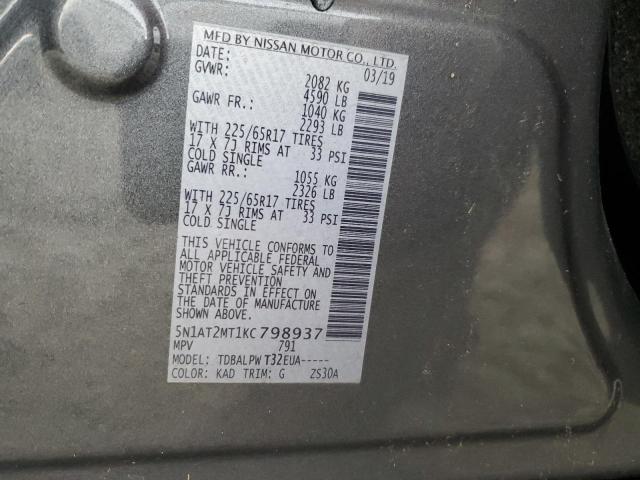 MFD BY NISSAN MOTOR CO., LTD.
DATE: 03/19
GVWR: 2082 KG
4590 LB
GAWR FR.: 1040 KG
2293 LB
WITH 225/65R17 TIRES
17 X 7J RIMS AT 33 PSI
COLD SINGLE
GAWR RR.: 1055 KG
2326 LB
WITH 225/65R17 TIRES
17 X 7J RIMS AT 33 PSI
COLD SINGLE
THIS VEHICLE CONFORMS TO
ALL APPLICABLE FEDERAL
MOTOR VEHICLE SAFETY AND
THEFT PREVENTION
STANDARDS IN EFFECT ON
THE DATE OF MANUFACTURE
SHOWN ABOVE.
5N1AT2MT1KC798937
MPV 791
MODEL: TDBALPW T32EUA-----
COLOR: KAD TRIM: G ZS30A